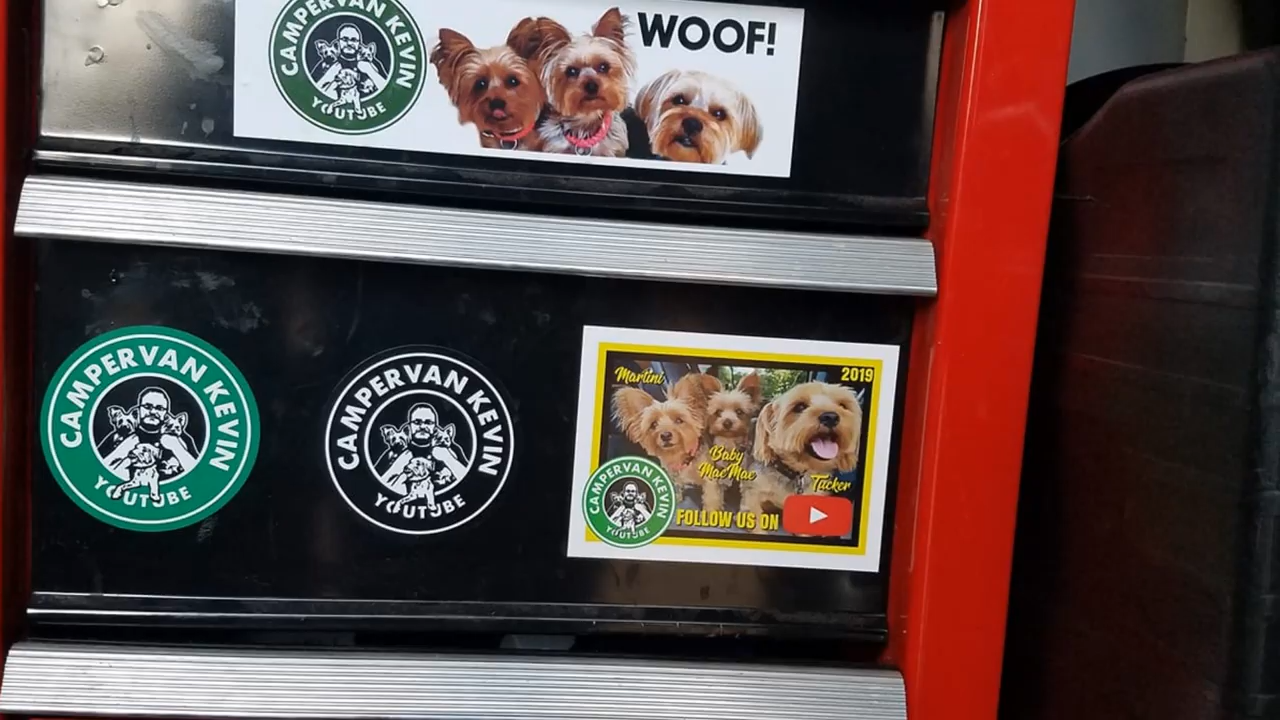 CAMPERVAN KEVIN
YOUTUBE
WOOF!
CAMPERVAN KEVIN
YOUTUBE
CAMPERVAN KEVIN
YOUTUBE
Martini
2019
Baby
MaeMae
Tucker
CAMPERVAN KEVIN
YOUTUBE
FOLLOW US ON